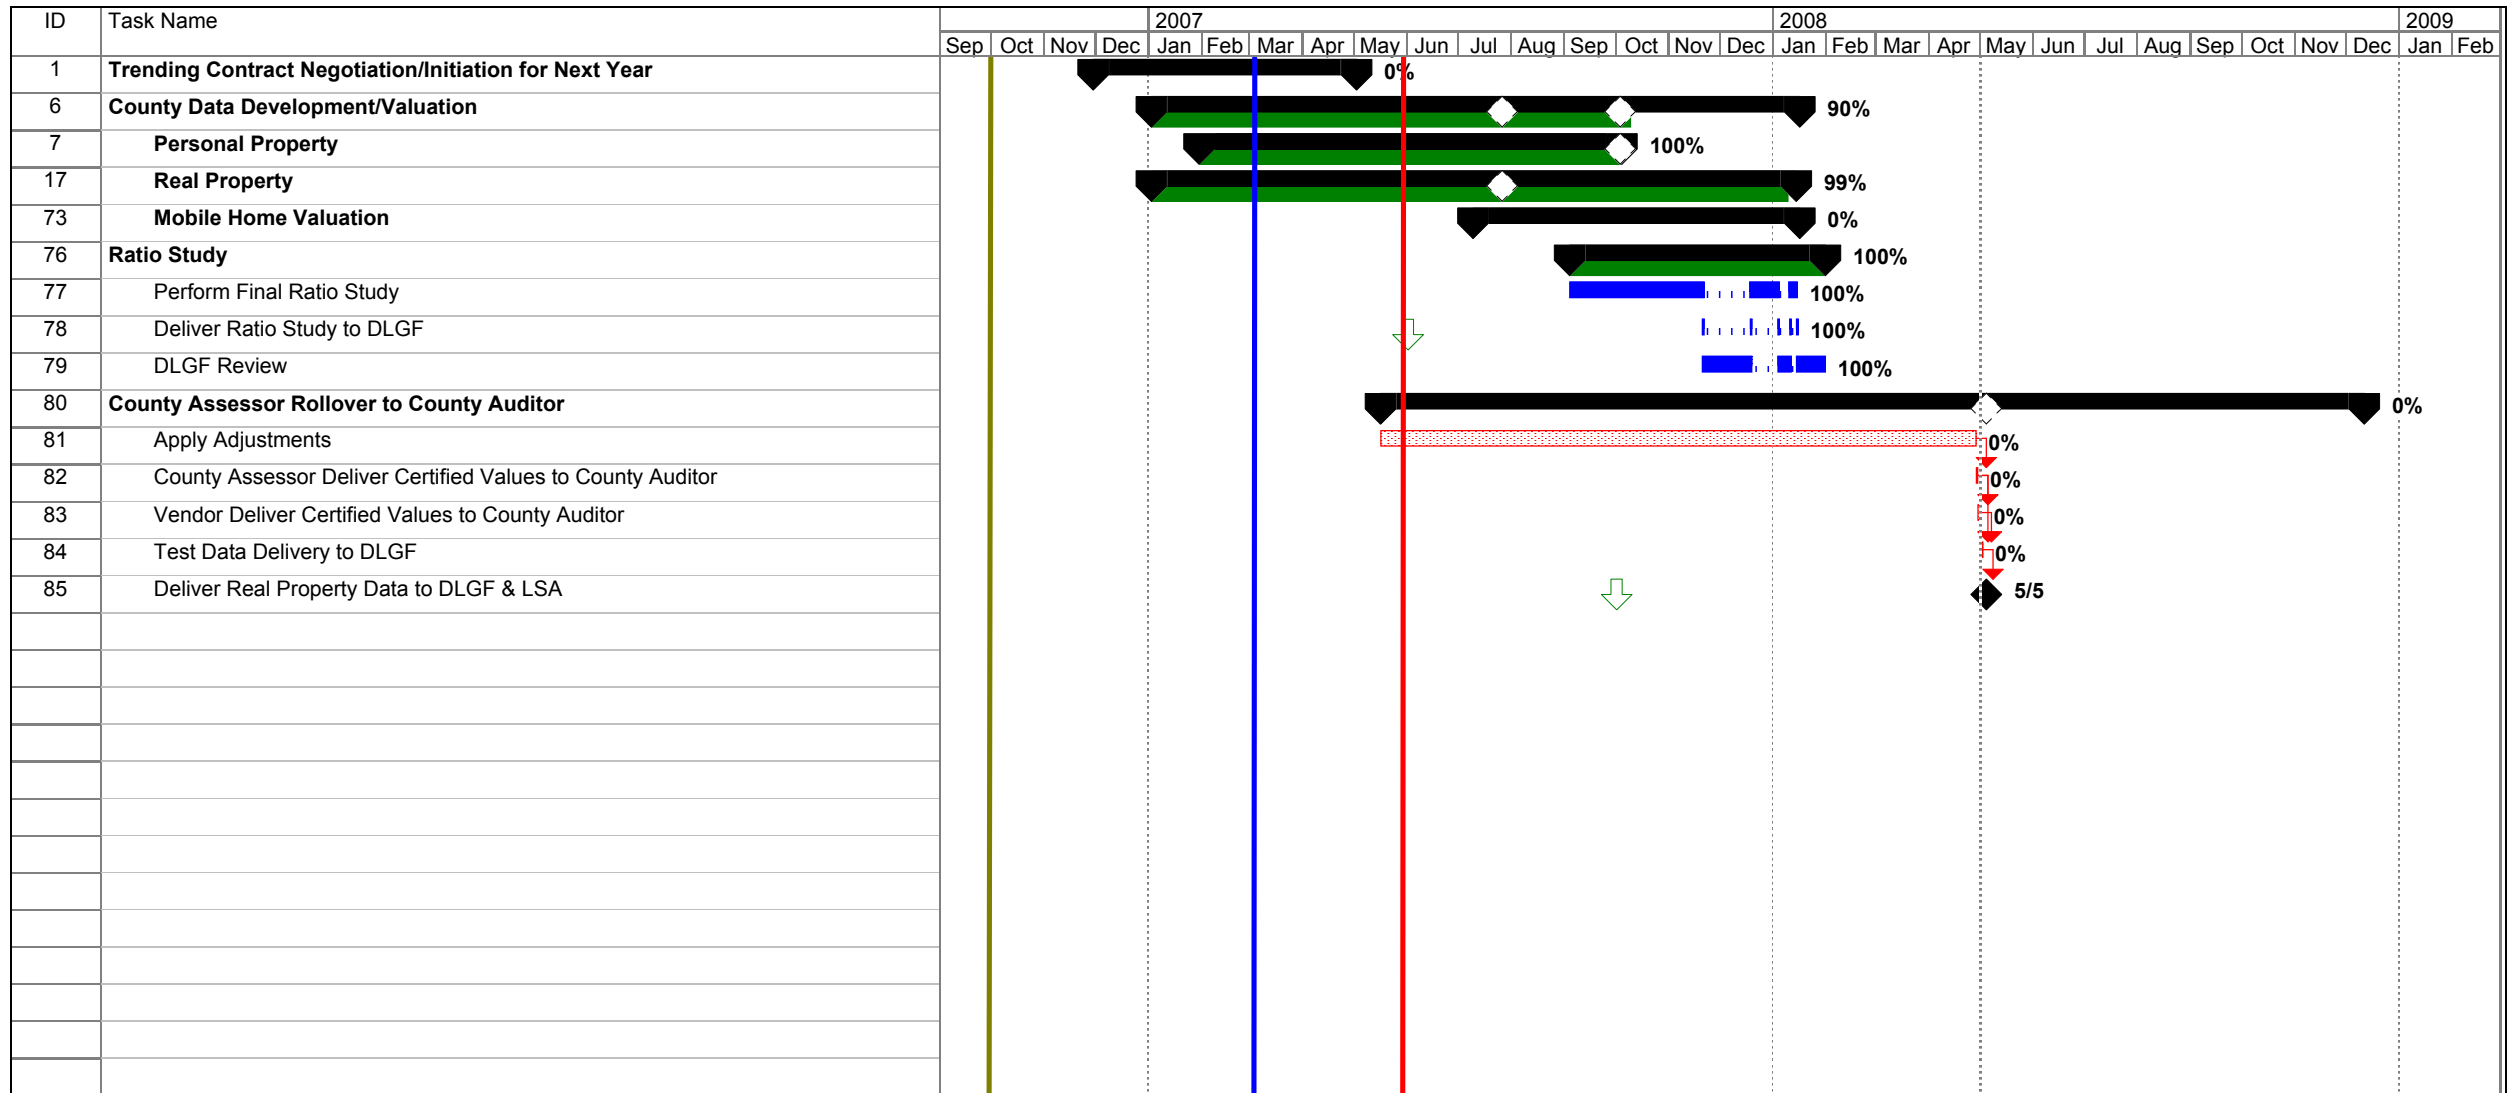 ID Task Name 2007 2008 2009
Sep Oct Nov Dec Jan Feb Mar Apr May Jun Jul Aug Sep Oct Nov Dec Jan Feb Mar Apr May Jun Jul Aug Sep Oct Nov Dec Jan Feb
1 Trending Contract Negotiation/Initiation for Next Year 0%
6 County Data Development/Valuation 90%
7 Personal Property 100%
17 Real Property 99%
73 Mobile Home Valuation 0%
76 Ratio Study 100%
77 Perform Final Ratio Study 100%
78 Deliver Ratio Study to DLGF 100%
79 DLGF Review 100%
80 County Assessor Rollover to County Auditor 0%
81 Apply Adjustments 0%
82 County Assessor Deliver Certified Values to County Auditor 0%
83 Vendor Deliver Certified Values to County Auditor 0%
84 Test Data Delivery to DLGF 0%
85 Deliver Real Property Data to DLGF & LSA 5/5